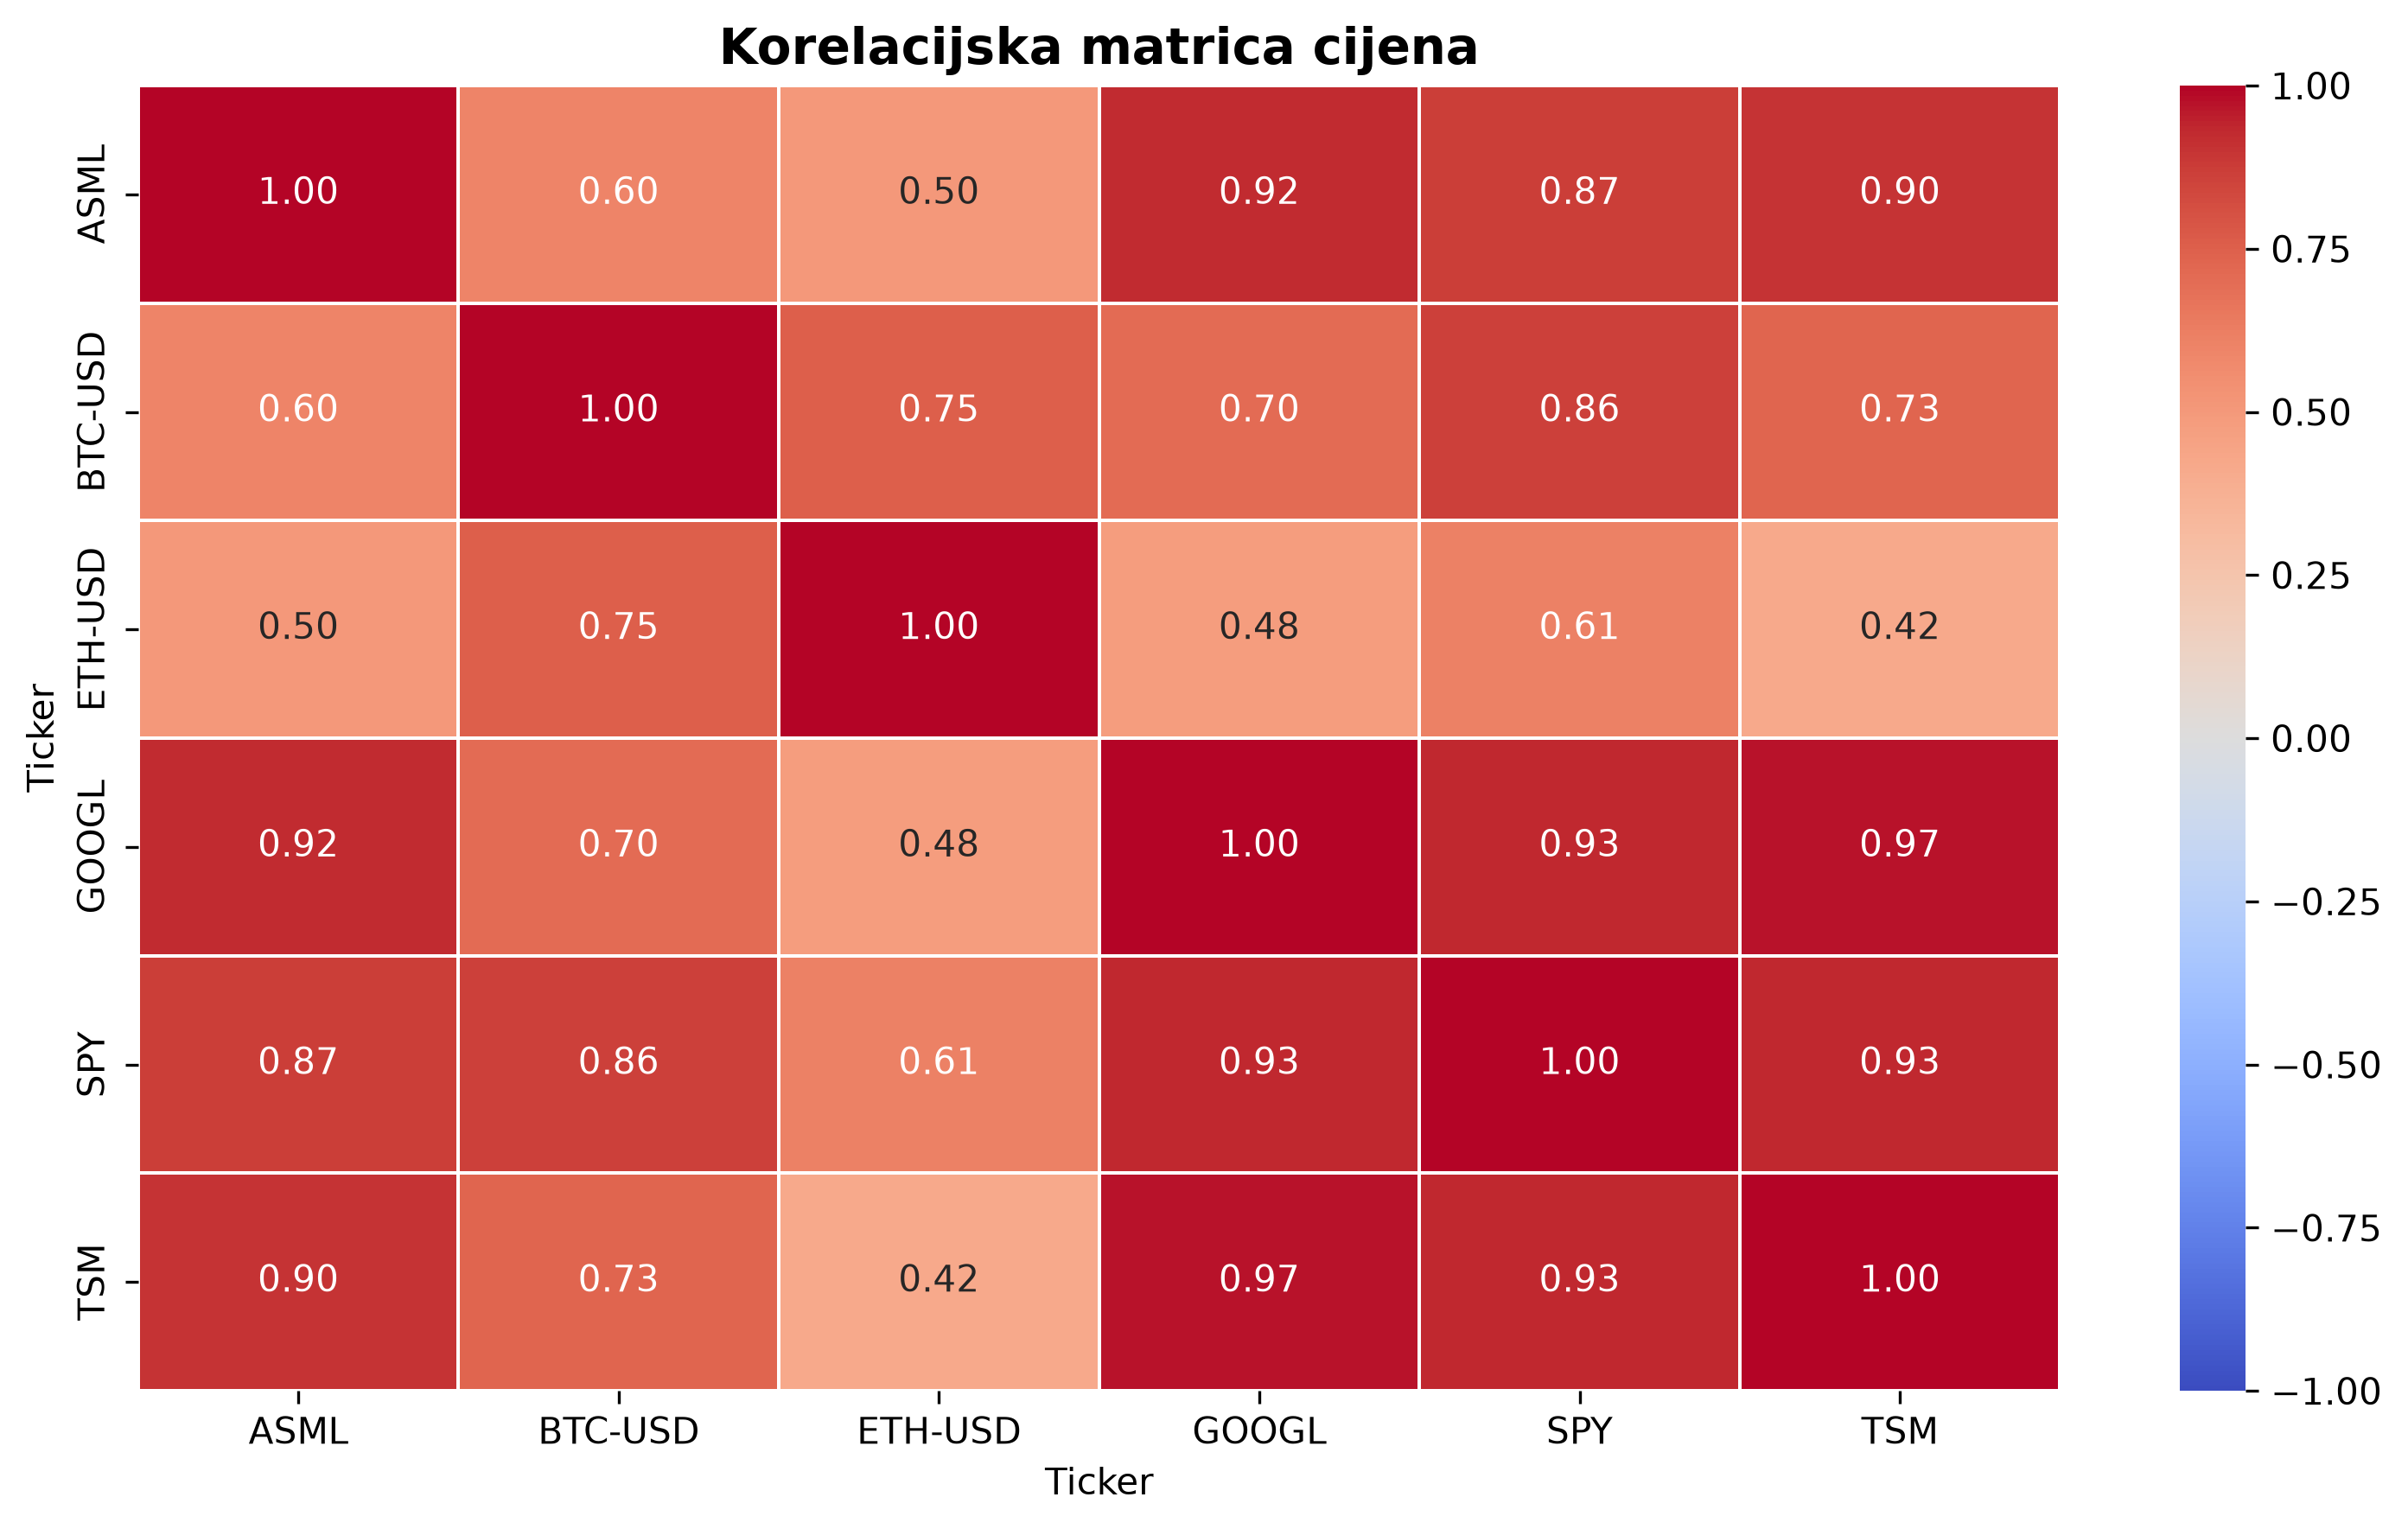 Korelacijska matrica cijena
Ticker
ASML 1.00 0.60 0.50 0.92 0.87 0.90
BTC-USD 0.60 1.00 0.75 0.70 0.86 0.73
ETH-USD 0.50 0.75 1.00 0.48 0.61 0.42
GOOGL 0.92 0.70 0.48 1.00 0.93 0.97
SPY 0.87 0.86 0.61 0.93 1.00 0.93
TSM 0.90 0.73 0.42 0.97 0.93 1.00
ASML BTC-USD ETH-USD GOOGL SPY TSM
Ticker
1.00
0.75
0.50
0.25
0.00
−0.25
−0.50
−0.75
−1.00